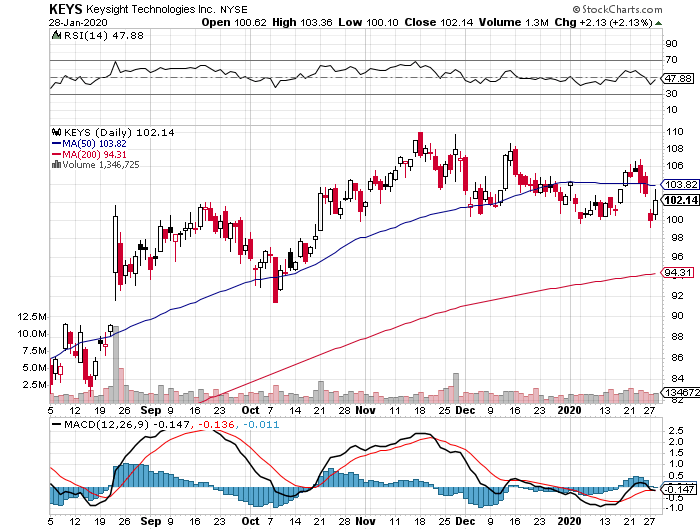 KEYS Keysight Technologies Inc. NYSE © StockCharts.com
28-Jan-2020 Open 100.62 High 103.36 Low 100.10 Close 102.14 Volume 1.3M Chg +2.13 (+2.13%)
RSI(14) 47.88
90
70
47.88
30
10
KEYS (Daily) 102.14
MA(50) 103.82
MA(200) 94.31
Volume 1,346,725
110
108
106
104
103.82
102.14
100
98
96
94.31
92
90
88
86
84
82
12.5M
10.0M
7.5M
5.0M
2.5M
134672
5 12 19 26 Sep 9 16 23 Oct 7 14 21 28 Nov 11 18 25 Dec 9 16 23 2020 13 21 27
MACD(12,26,9) -0.147, -0.136, -0.011
2.5
2.0
1.5
1.0
0.5
-0.147
-0.5
-1.0
5 12 19 26 Sep 9 16 23 Oct 7 14 21 28 Nov 11 18 25 Dec 9 16 23 2020 13 21 27